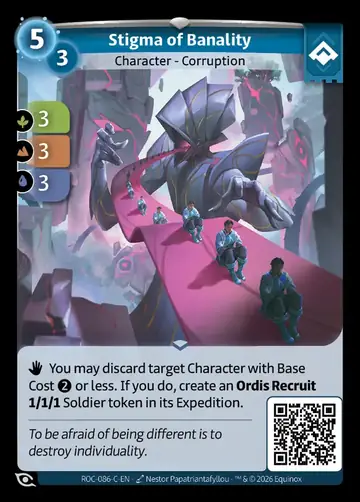 5
Stigma of Banality
3
Character - Corruption
3
3
3
You may discard target Character with Base
Cost 2 or less. If you do, create an Ordis Recruit
1/1/1 Soldier token in its Expedition.
To be afraid of being different is to
destroy individuality.
ROC-086-C-EN - Nestor Papatriantafyllou - ™ & © 2026 Equinox